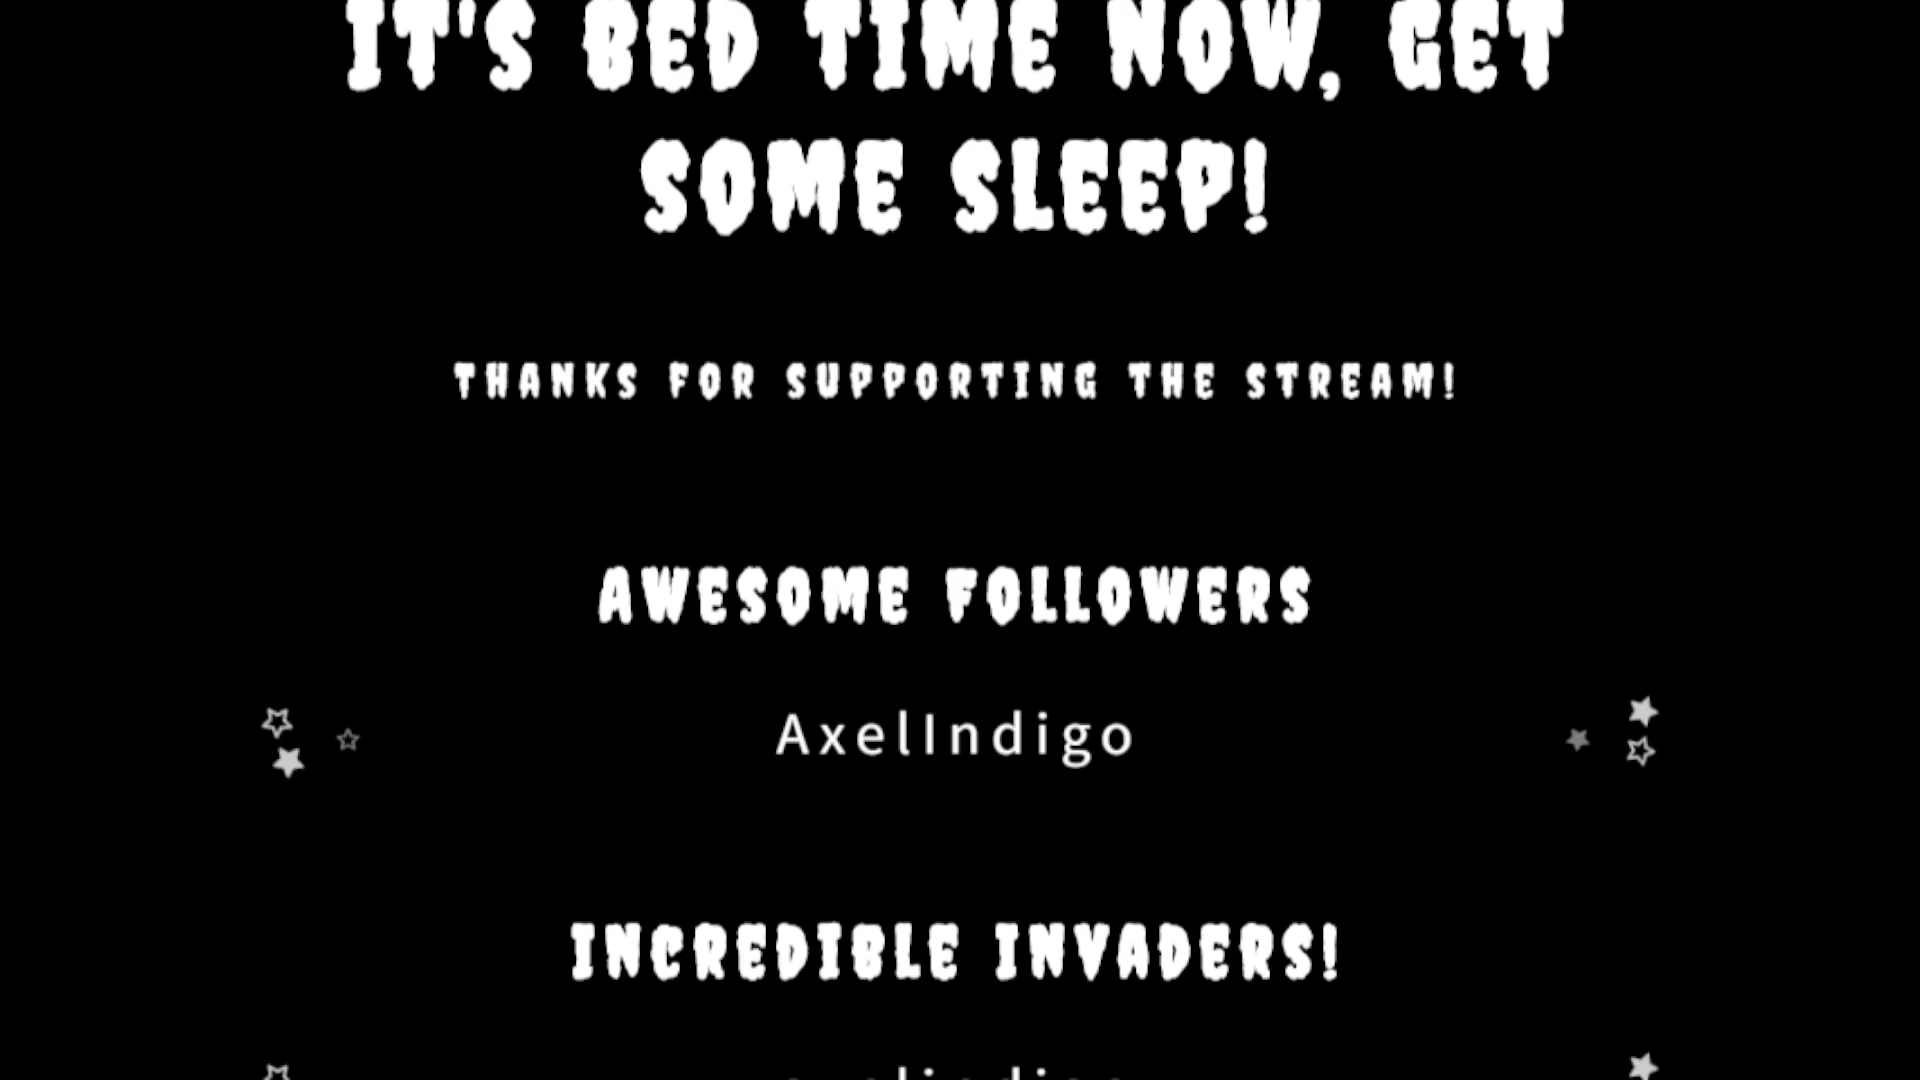 IT'S BED TIME NOW, GET
SOME SLEEP!
THANKS FOR SUPPORTING THE STREAM!
AWESOME FOLLOWERS
AxelIndigo
INCREDIBLE INVADERS!